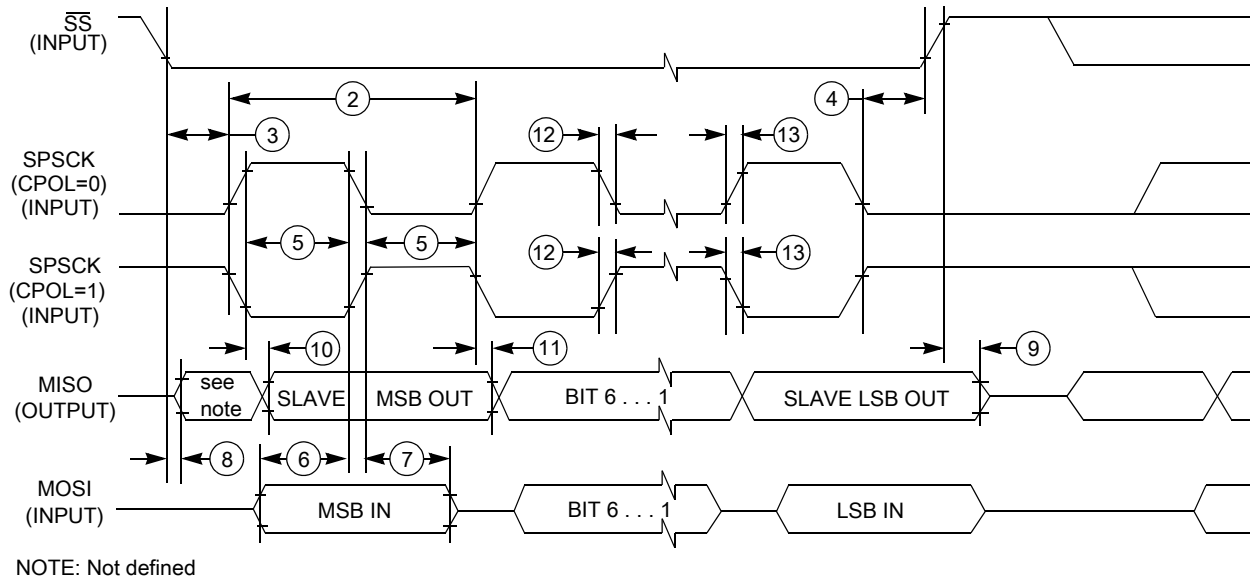 SS
(INPUT)
2
4
3
12
13
SPSCK
(CPOL=0)
(INPUT)
5
5
SPSCK
(CPOL=1)
(INPUT)
12
13
10
11
9
MISO
(OUTPUT)
see
note
SLAVE
MSB OUT
BIT 6 . . . 1
SLAVE LSB OUT
8
6
7
MOSI
(INPUT)
MSB IN
BIT 6 . . . 1
LSB IN
NOTE: Not defined